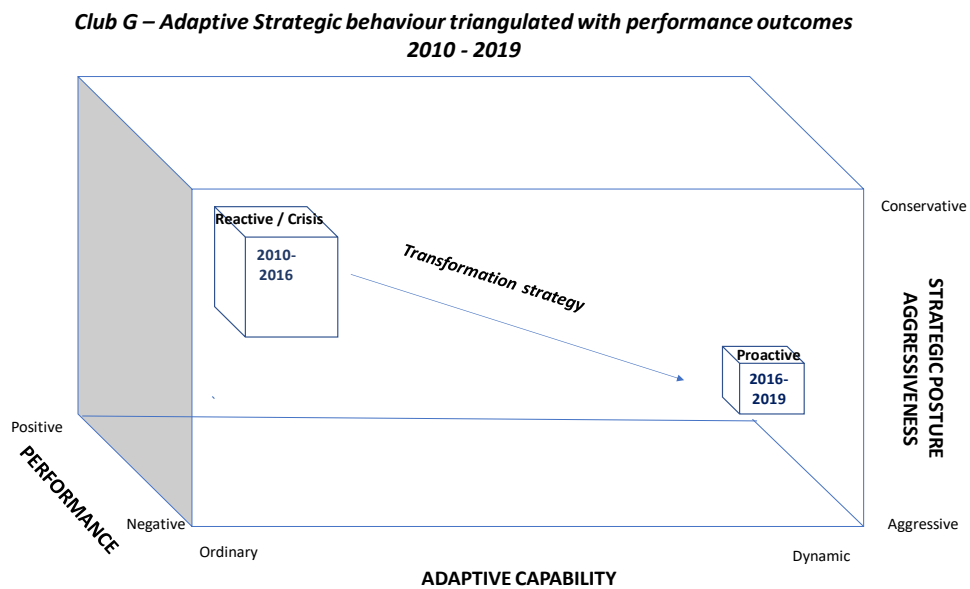 Club G – Adaptive Strategic behaviour triangulated with performance outcomes
2010 - 2019
Conservative
Reactive / Crisis
2010-
2016
Transformation strategy
STRATEGIC POSTURE
AGGRESSIVENESS
Proactive
2016-
2019
Positive
PERFORMANCE
Negative
Aggressive
Ordinary
Dynamic
ADAPTIVE CAPABILITY